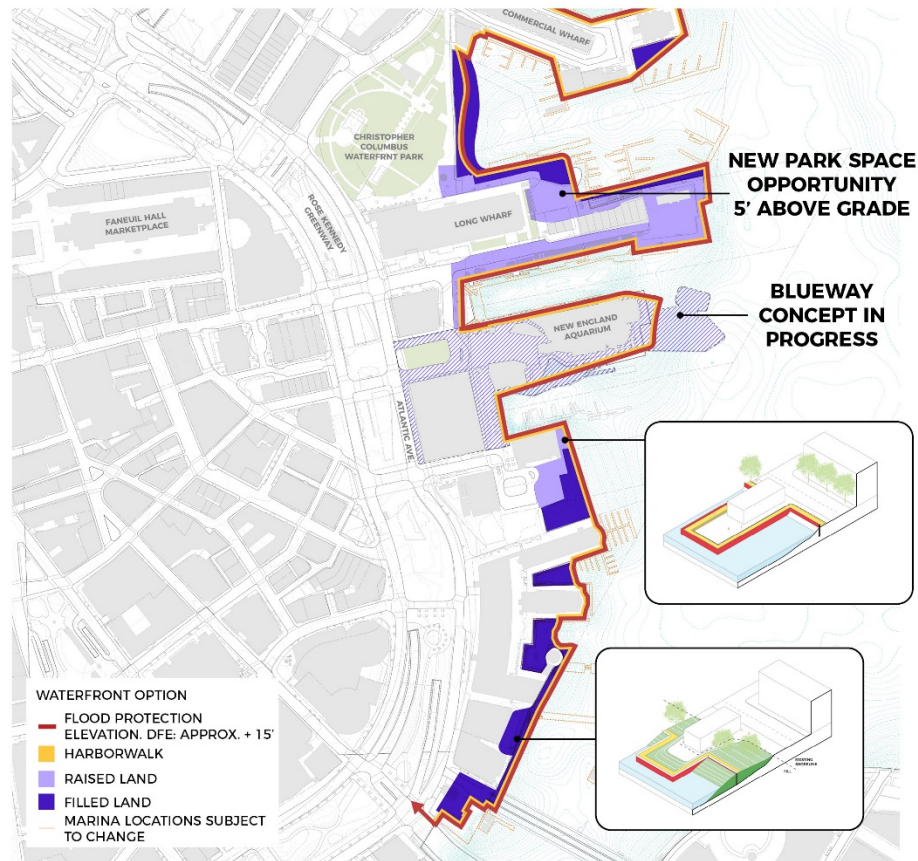 COMMERCIAL WHARF
CHRISTOPHER
COLUMBUS
WATERFRNT PARK
NEW PARK SPACE
OPPORTUNITY
5' ABOVE GRADE
FANEUIL HALL
MARKETPLACE
ROSE KENNEDY
GREENWAY
LONG WHARF
BLUEWAY
CONCEPT IN
PROGRESS
NEW ENGLAND
AQUARIUM
ATLANTIC AVE.
WATERFRONT OPTION
FLOOD PROTECTION
ELEVATION. DFE: APPROX. + 15'
HARBORWALK
RAISED LAND
FILLED LAND
MARINA LOCATIONS SUBJECT
TO CHANGE
EXISTING
FILL